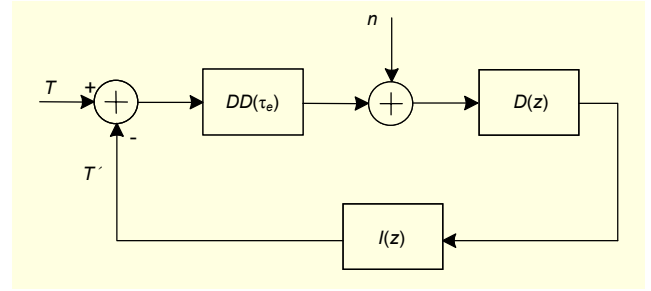 n
T
+
DD(τₑ)
D(z)
-
T´
I(z)